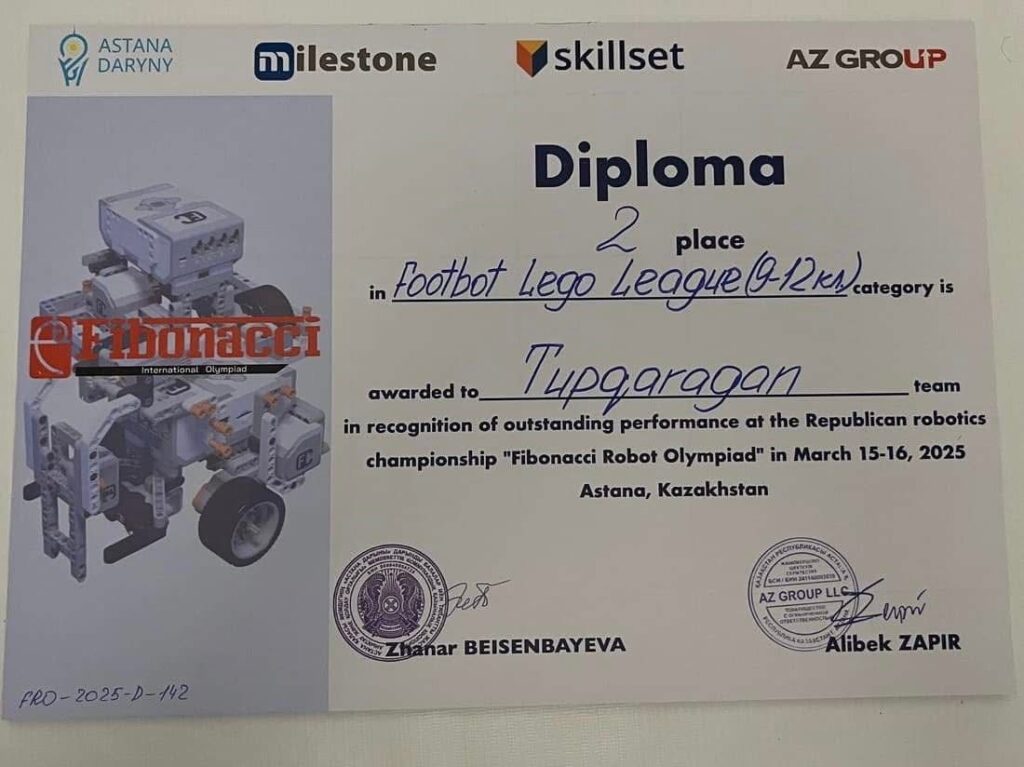 ASTANA DARYNY
milestone
skillset
AZ GROUP
Diploma
2 place
in Footbot Lego League (9-12 кл) category is
awarded to Tupqaragan team
in recognition of outstanding performance at the Republican robotics
championship "Fibonacci Robot Olympiad" in March 15-16, 2025
Astana, Kazakhstan
Fibonacci
International Olympiad
AZ GROUP LLC
Zhanar BEISENBAYEVA
Alibek ZAPIR
FRO-2025-D-142